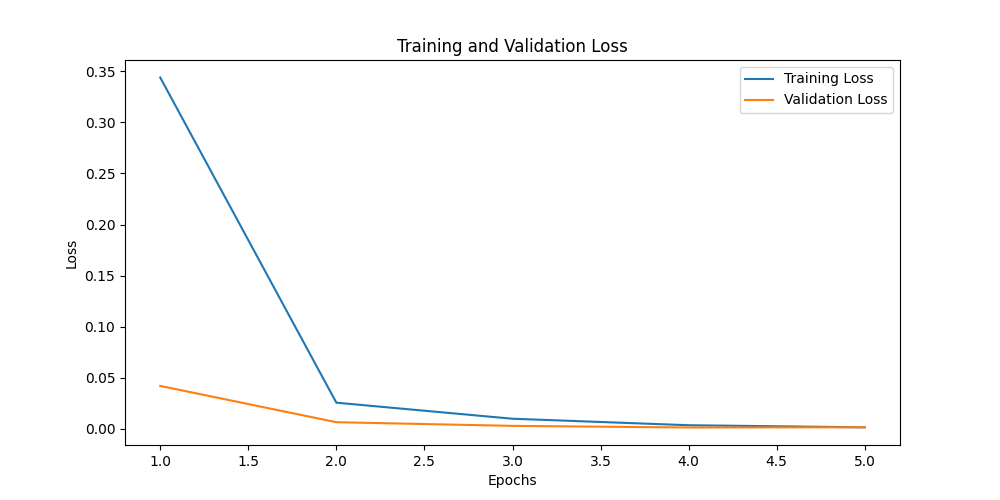 Training and Validation Loss
Training Loss
Validation Loss
Loss
0.35
0.30
0.25
0.20
0.15
0.10
0.05
0.00
1.0 1.5 2.0 2.5 3.0 3.5 4.0 4.5 5.0
Epochs